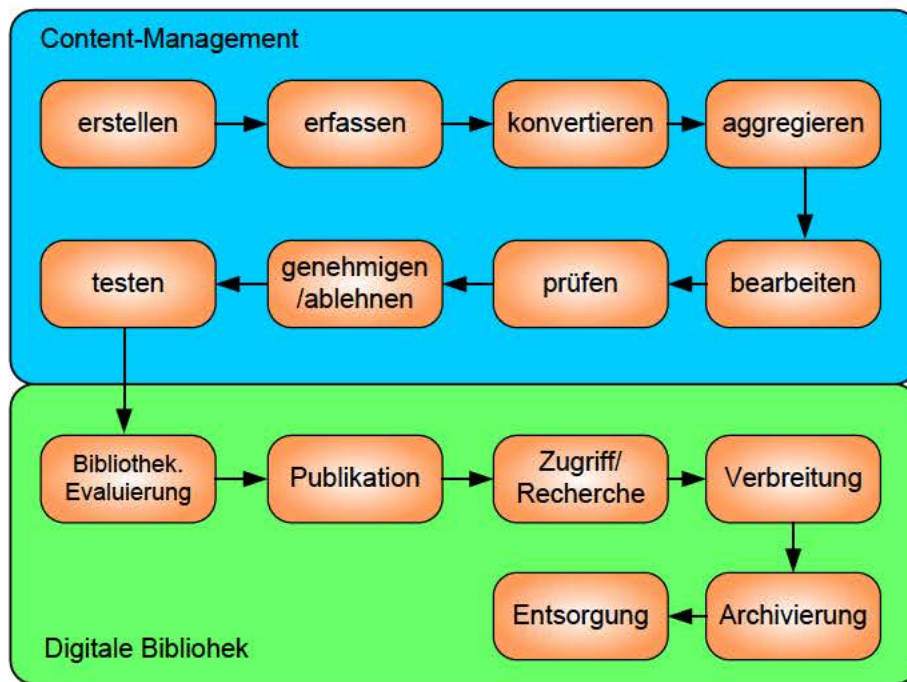 Content-Management
erstellen
erfassen
konvertieren
aggregieren
testen
genehmigen
/ablehnen
prüfen
bearbeiten
Bibliothek.
Evaluierung
Publikation
Zugriff/
Recherche
Verbreitung
Entsorgung
Archivierung
Digitale Bibliohek